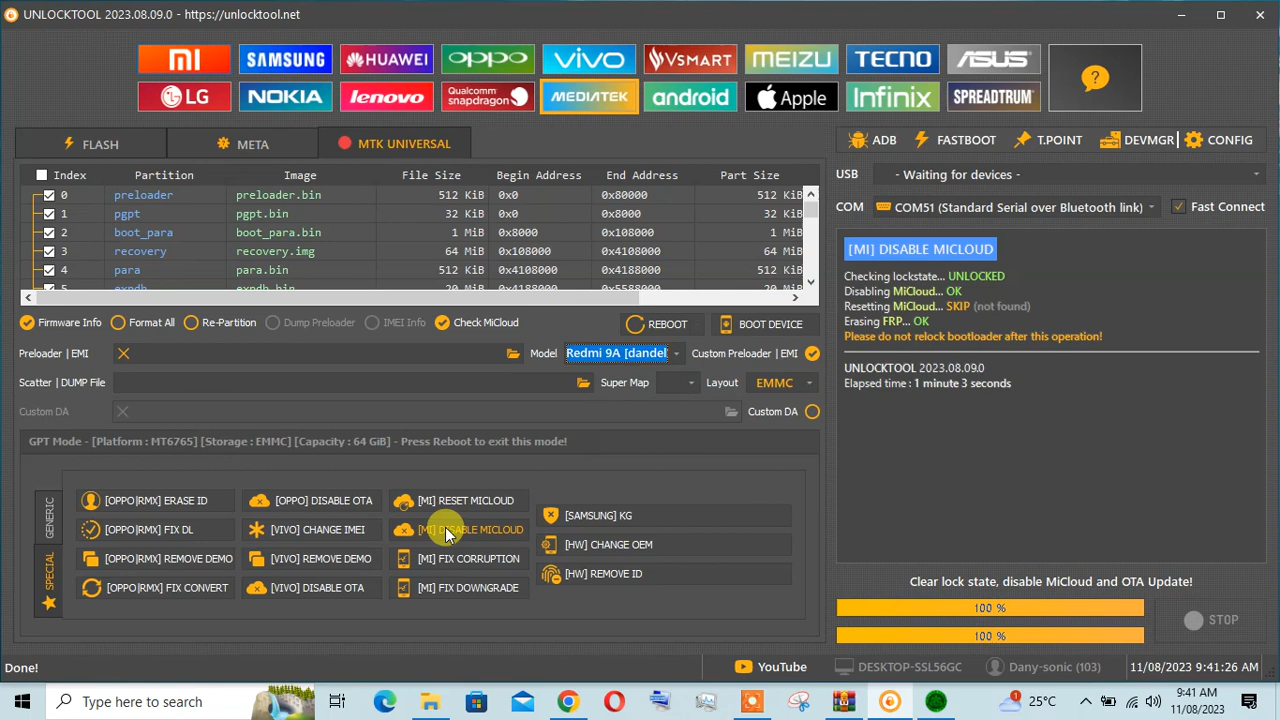 UNLOCKTOOL 2023.08.09.0 - https://unlocktool.net
MI SAMSUNG HUAWEI oppo vivo VSMART MEIZU TECNO ASUS
LG NOKIA lenovo Qualcomm snapdragon MEDIATEK android Apple Infinix SPREADTRUM ?
FLASH META MTK UNIVERSAL
ADB FASTBOOT T.POINT DEVMGR CONFIG
Index Partition Image File Size Begin Address End Address Part Size
0 preloader preloader.bin 512 KiB 0x0 0x80000 512 KiB
1 pgpt pgpt.bin 32 KiB 0x0 0x8000 32 KiB
2 boot_para boot_para.bin 1 MiB 0x8000 0x108000 1 MiB
3 recovery recovery.img 64 MiB 0x108000 0x4108000 64 MiB
4 para para.bin 512 KiB 0x4108000 0x4188000 512 KiB
5 expdb expdb.bin 20 MiB 0x4188000 0x5588000 20 MiB
Firmware Info Format All Re-Partition Dump Preloader IMEI Info Check MiCloud REBOOT BOOT DEVICE
Preloader | EMI Model Redmi 9A [dandel Custom Preloader | EMI
Scatter | DUMP File Super Map Layout EMMC
Custom DA Custom DA
GPT Mode - [Platform : MT6765] [Storage : EMMC] [Capacity : 64 GiB] - Press Reboot to exit this mode!
GENERIC
SPECIAL
[OPPO|RMX] ERASE ID [OPPO] DISABLE OTA [MI] RESET MICLOUD
[OPPO|RMX] FIX DL [VIVO] CHANGE IMEI [MI] DISABLE MICLOUD
[OPPO|RMX] REMOVE DEMO [VIVO] REMOVE DEMO [MI] FIX CORRUPTION
[OPPO|RMX] FIX CONVERT [VIVO] DISABLE OTA [MI] FIX DOWNGRADE
[SAMSUNG] KG
[HW] CHANGE OEM
[HW] REMOVE ID
USB - Waiting for devices -
COM COM51 (Standard Serial over Bluetooth link) Fast Connect
[MI] DISABLE MICLOUD
Checking lockstate... UNLOCKED
Disabling MiCloud... OK
Resetting MiCloud... SKIP (not found)
Erasing FRP... OK
Please do not relock bootloader after this operation!
UNLOCKTOOL 2023.08.09.0
Elapsed time : 1 minute 3 seconds
Clear lock state, disable MiCloud and OTA Update!
100 %
100 %
STOP
Done! YouTube DESKTOP-SSL56GC Dany-sonic (103) 11/08/2023 9:41:26 AM
Type here to search 1 25°C 9:41 AM
11/08/2023 1